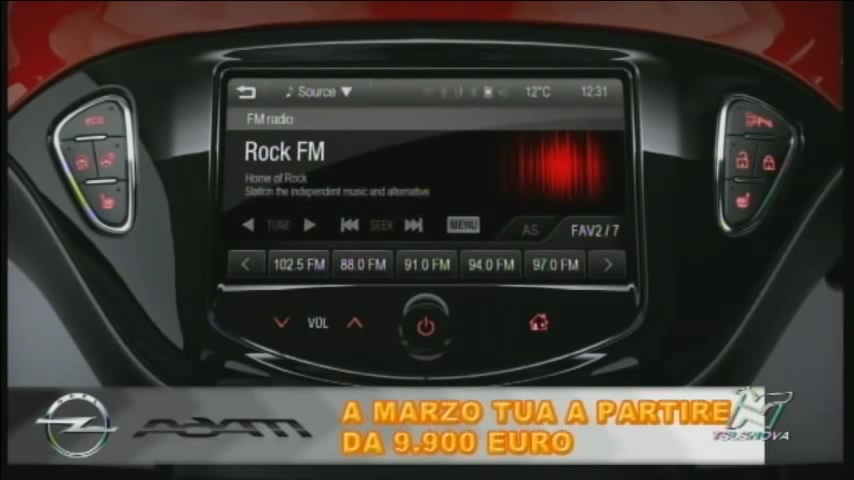 Source ▼ 12°C 12:31
FM radio
Rock FM
Home of Rock
Station the independent music and alternative
TUNE SEEK MENU AS FAV2/7
102.5 FM 88.0 FM 91.0 FM 94.0 FM 97.0 FM
eco
VOL
OPEL
ADAM
A MARZO TUA A PARTIRE
DA 9.900 EURO
TELENOVA